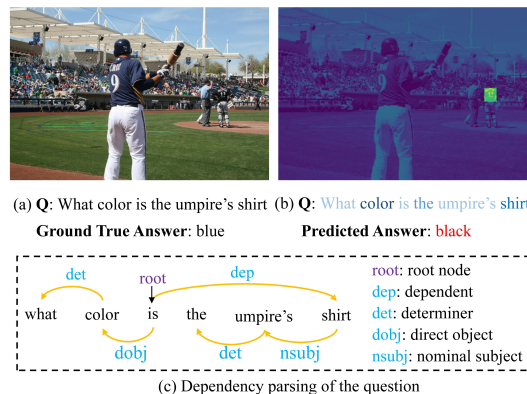 9
(a) Q: What color is the umpire's shirt
Ground True Answer: blue
(b) Q: What color is the umpire's shirt
Predicted Answer: black
det
root
dep
what color is the umpire's shirt
dobj
det
nsubj
root: root node
dep: dependent
det: determiner
dobj: direct object
nsubj: nominal subject
(c) Dependency parsing of the question